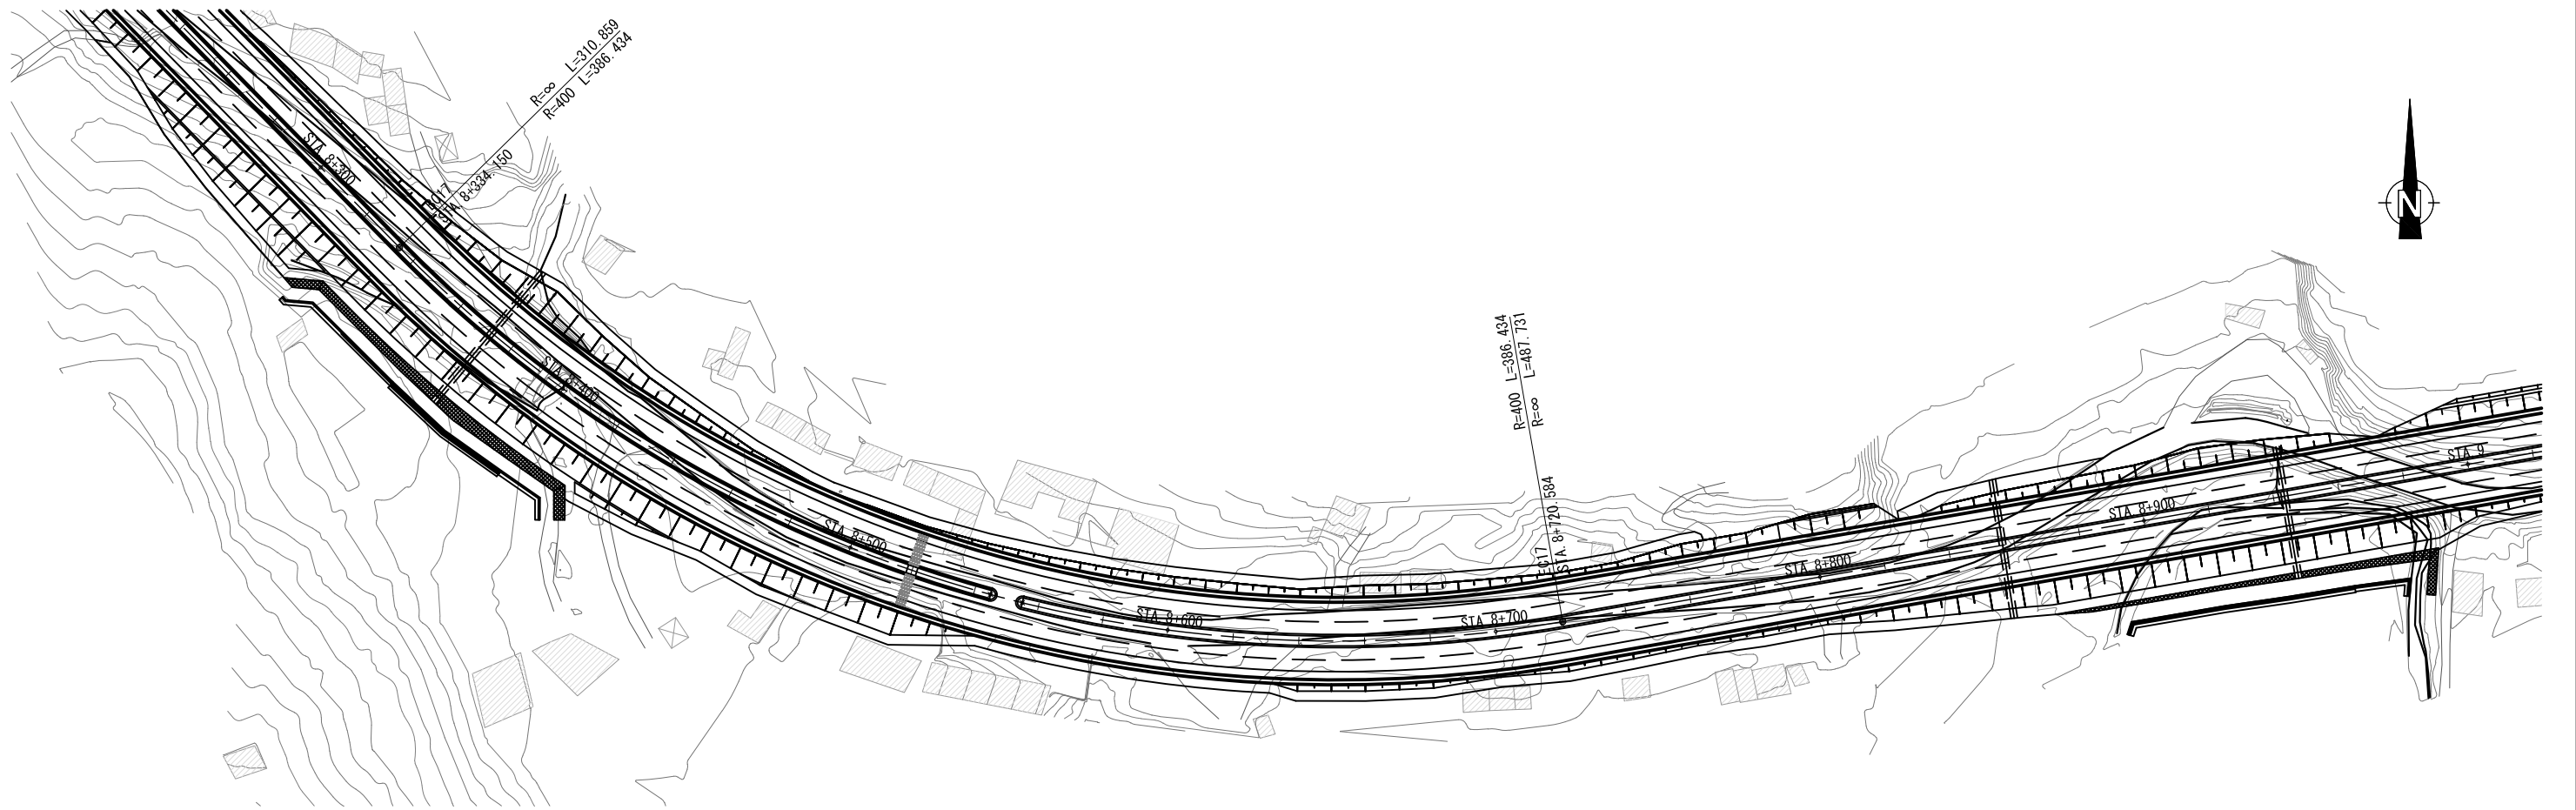 R=∞ L=310.859
R=400 L=386.434
STA.8+300
STA.8+334.150
STA.8+400
STA.8+500
STA.8+600
STA.8+700
R=400 L=386.434
R=∞ L=487.731
EC17
STA.8+720.584
STA.8+800
STA.8+900
STA.9
N